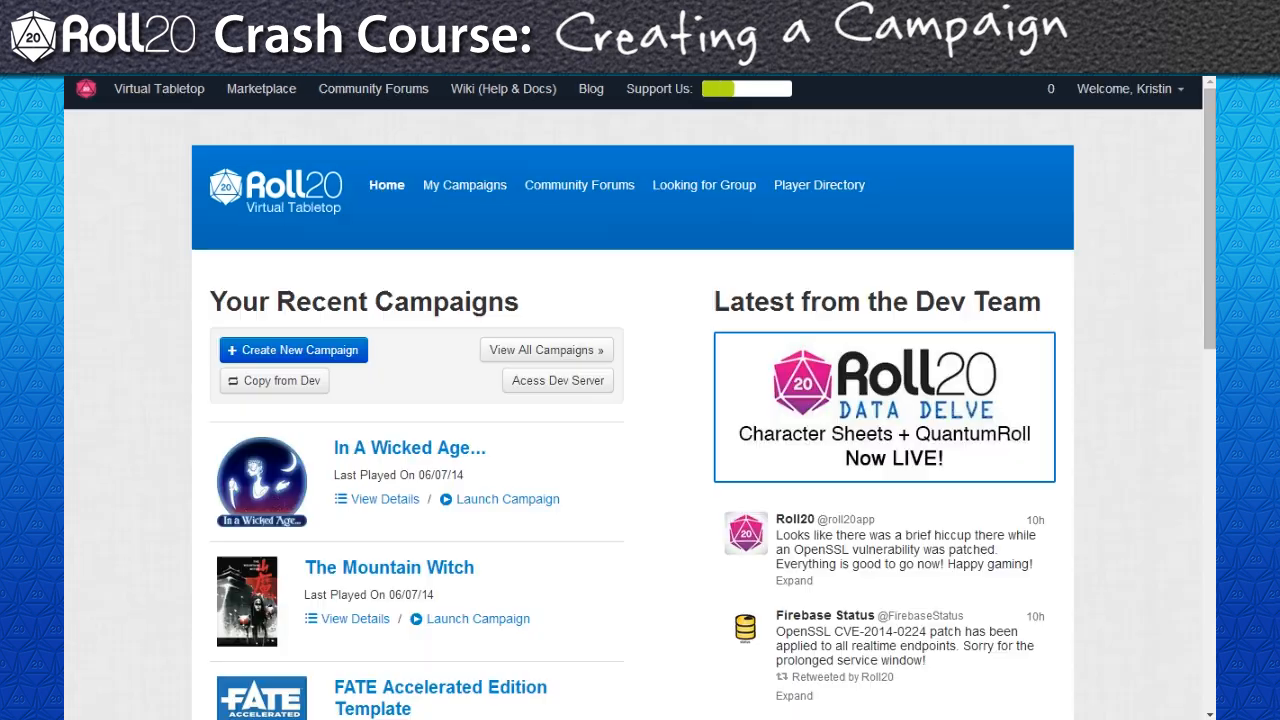 Roll20 Crash Course: Creating a Campaign
Virtual Tabletop Marketplace Community Forums Wiki (Help & Docs) Blog Support Us: 0 Welcome, Kristin
20 Roll20
Virtual Tabletop
Home My Campaigns Community Forums Looking for Group Player Directory
Your Recent Campaigns
+ Create New Campaign View All Campaigns »
Copy from Dev Acess Dev Server
In a Wicked Age...
In A Wicked Age...
Last Played On 06/07/14
View Details / Launch Campaign
The Mountain Witch
Last Played On 06/07/14
View Details / Launch Campaign
FATE
ACCELERATED
FATE Accelerated Edition
Template
Latest from the Dev Team
20 Roll20
DATA DELVE
Character Sheets + QuantumRoll
Now LIVE!
Roll20 @roll20app 10h
Looks like there was a brief hiccup there while
an OpenSSL vulnerability was patched.
Everything is good to go now! Happy gaming!
Expand
Firebase Status @FirebaseStatus 10h
OpenSSL CVE-2014-0224 patch has been
applied to all realtime endpoints. Sorry for the
prolonged service window!
Retweeted by Roll20
Expand